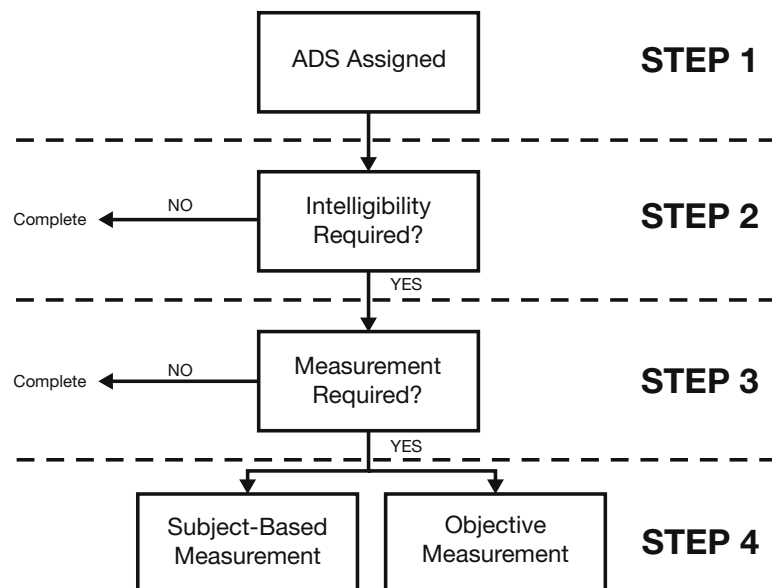 ADS Assigned
STEP 1
Intelligibility
Required?
STEP 2
NO
Complete
YES
Measurement
Required?
STEP 3
NO
Complete
YES
Subject-Based
Measurement
Objective
Measurement
STEP 4